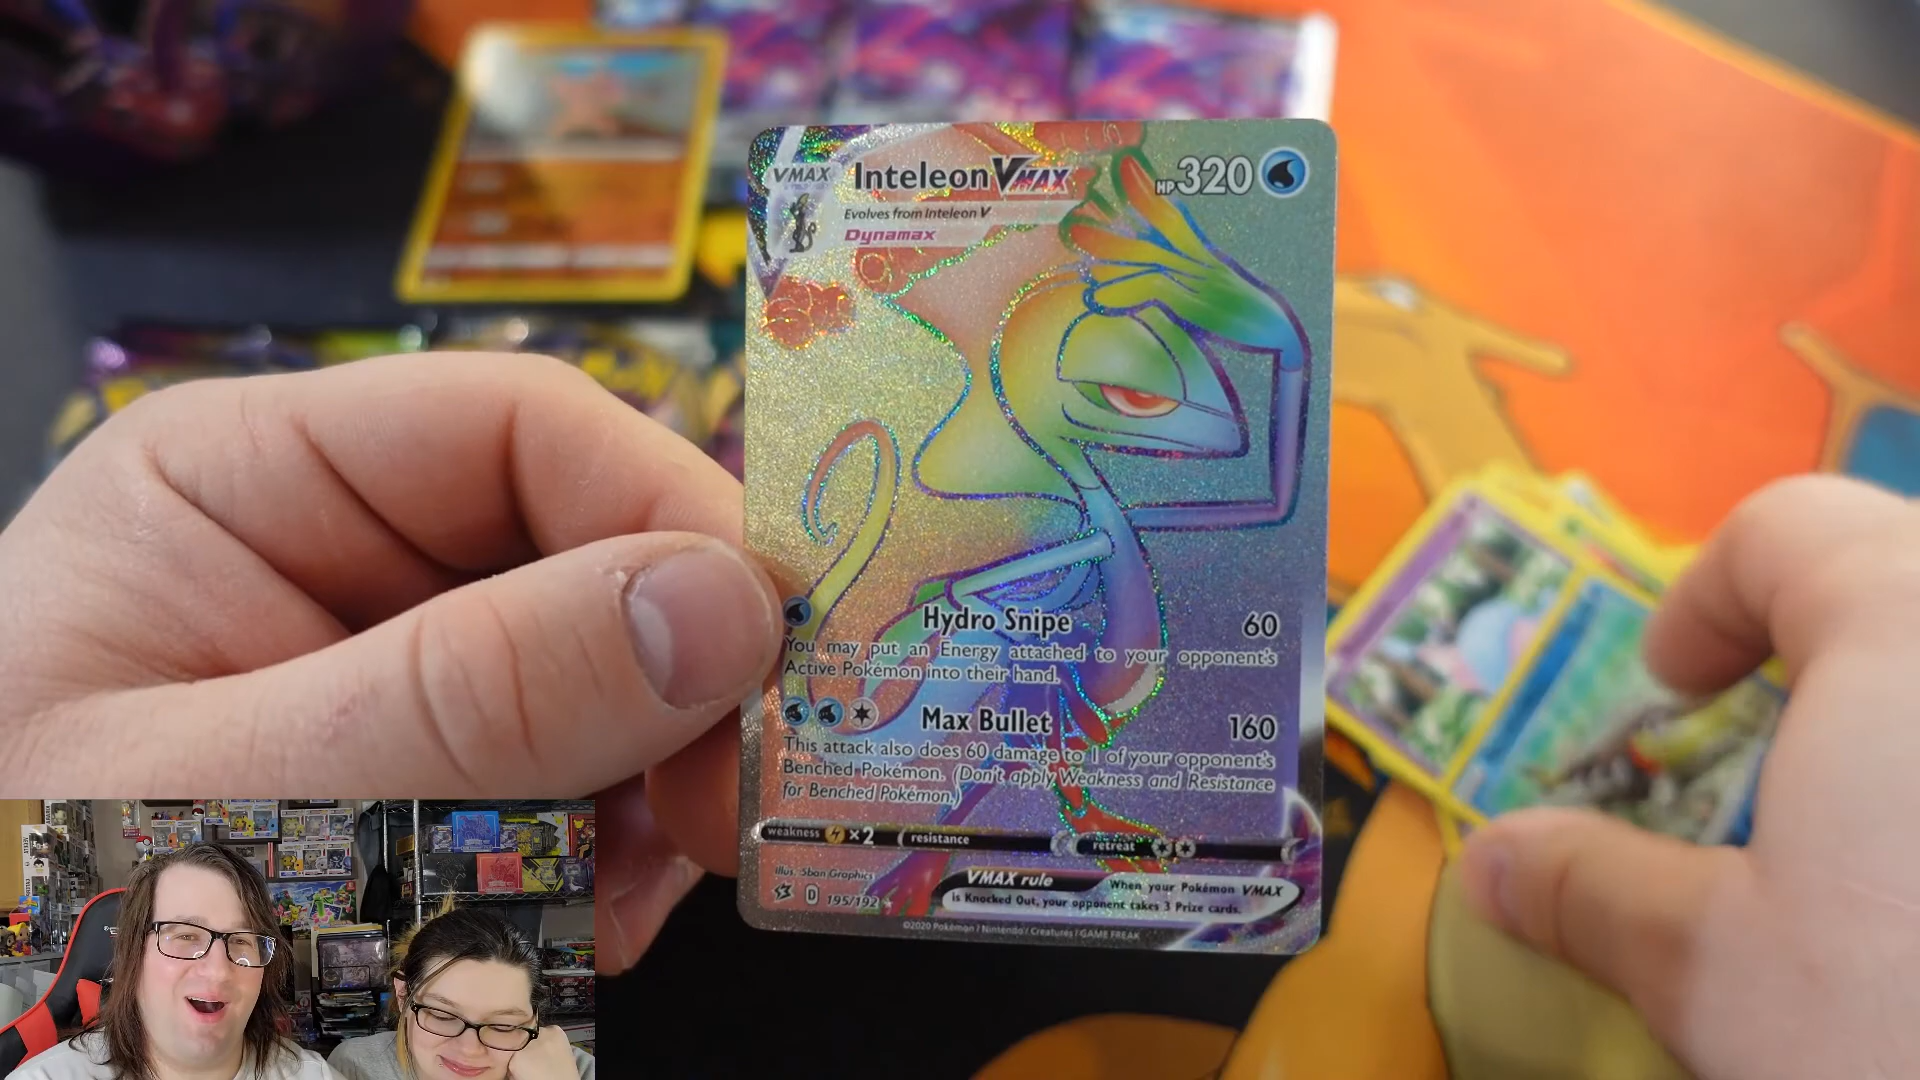 VMAX
Inteleon VMAX
HP 320
Evolves from Inteleon V
Dynamax
Hydro Snipe 60
You may put an Energy attached to your opponent's
Active Pokémon into their hand.
Max Bullet 160
This attack also does 60 damage to 1 of your opponent's
Benched Pokémon. (Don't apply Weakness and Resistance
for Benched Pokémon.)
weakness ×2 resistance retreat
Illus. 5ban Graphics
VMAX rule
When your Pokémon VMAX
is Knocked Out, your opponent takes 3 Prize cards.
D 195/192
©2020 Pokémon / Nintendo / Creatures / GAME FREAK